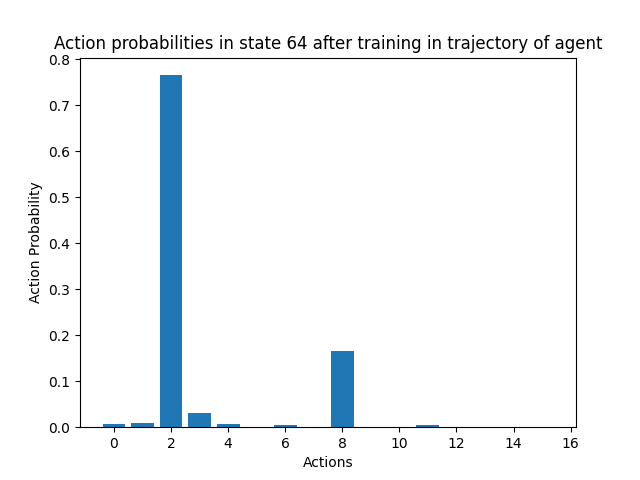 Action probabilities in state 64 after training in trajectory of agent
0.8
0.7
0.6
0.5
0.4
0.3
0.2
0.1
0.0
Action Probability
0 2 4 6 8 10 12 14 16
Actions